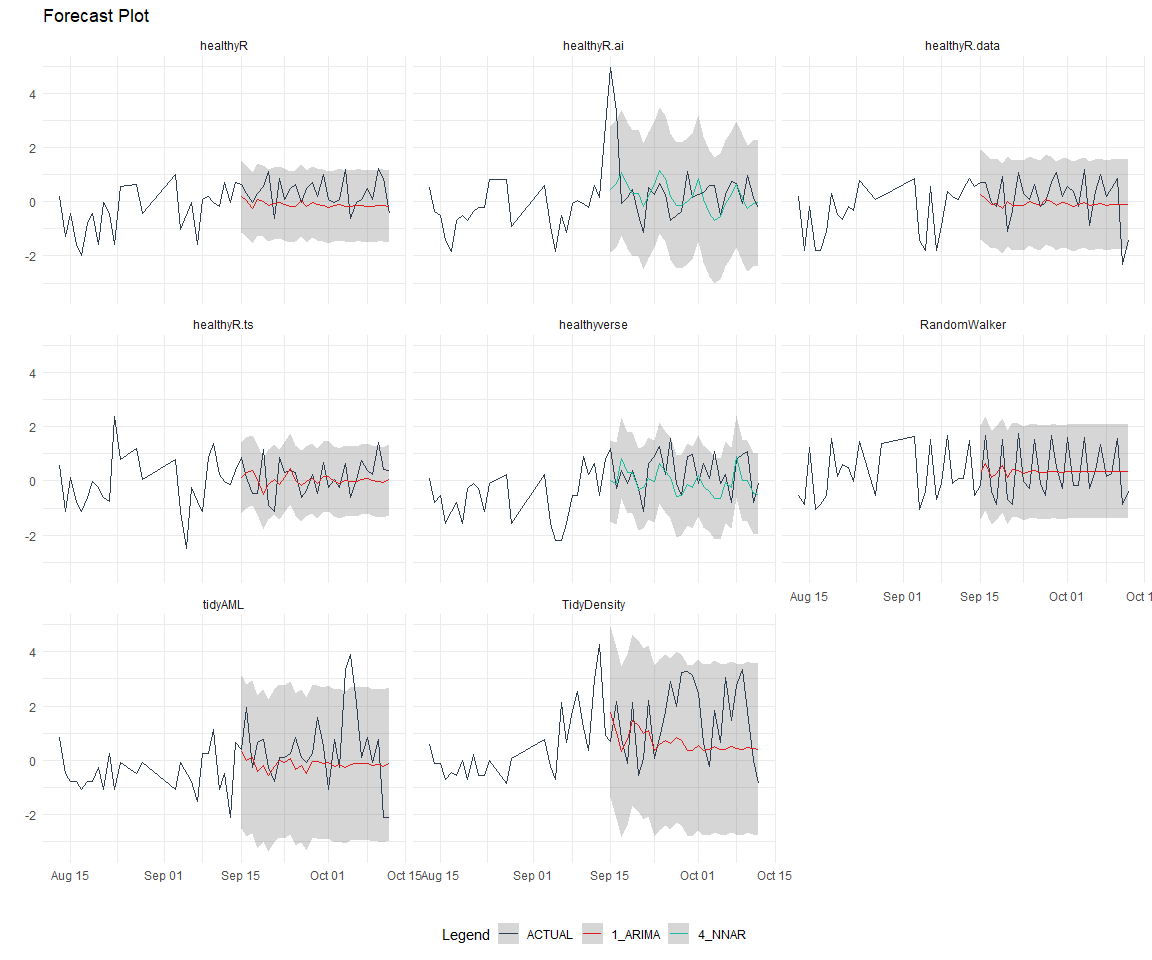 Forecast Plot
healthyR
healthyR.ai
healthyR.data
4
2
0
-2
healthyR.ts
healthyverse
RandomWalker
4
2
0
-2
Aug 15 Sep 01 Sep 15 Oct 01 Oct 1
tidyAML
TidyDensity
4
2
0
-2
Aug 15 Sep 01 Sep 15 Oct 01 Oct 15
Aug 15 Sep 01 Sep 15 Oct 01 Oct 15
Legend ACTUAL 1_ARIMA 4_NNAR